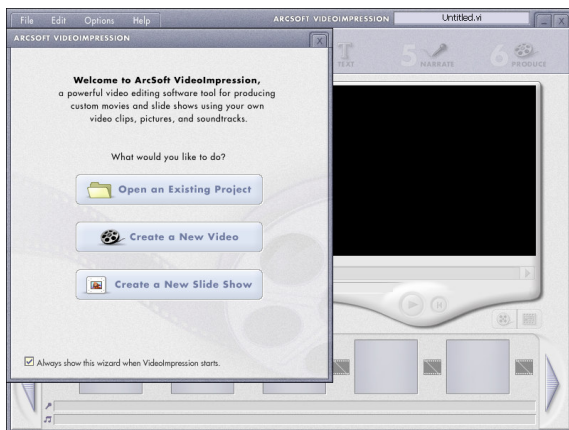 File Edit Options Help ARCSOFT VIDEOIMPRESSION Untitled.vi
ARCSOFT VIDEOIMPRESSION X
TEXT 5 NARRATE 6 PRODUCE
Welcome to ArcSoft VideoImpression,
a powerful video editing software tool for producing
custom movies and slide shows using your own
video clips, pictures, and soundtracks.
What would you like to do?
Open an Existing Project
Create a New Video
Create a New Slide Show
Always show this wizard when VideoImpression starts.